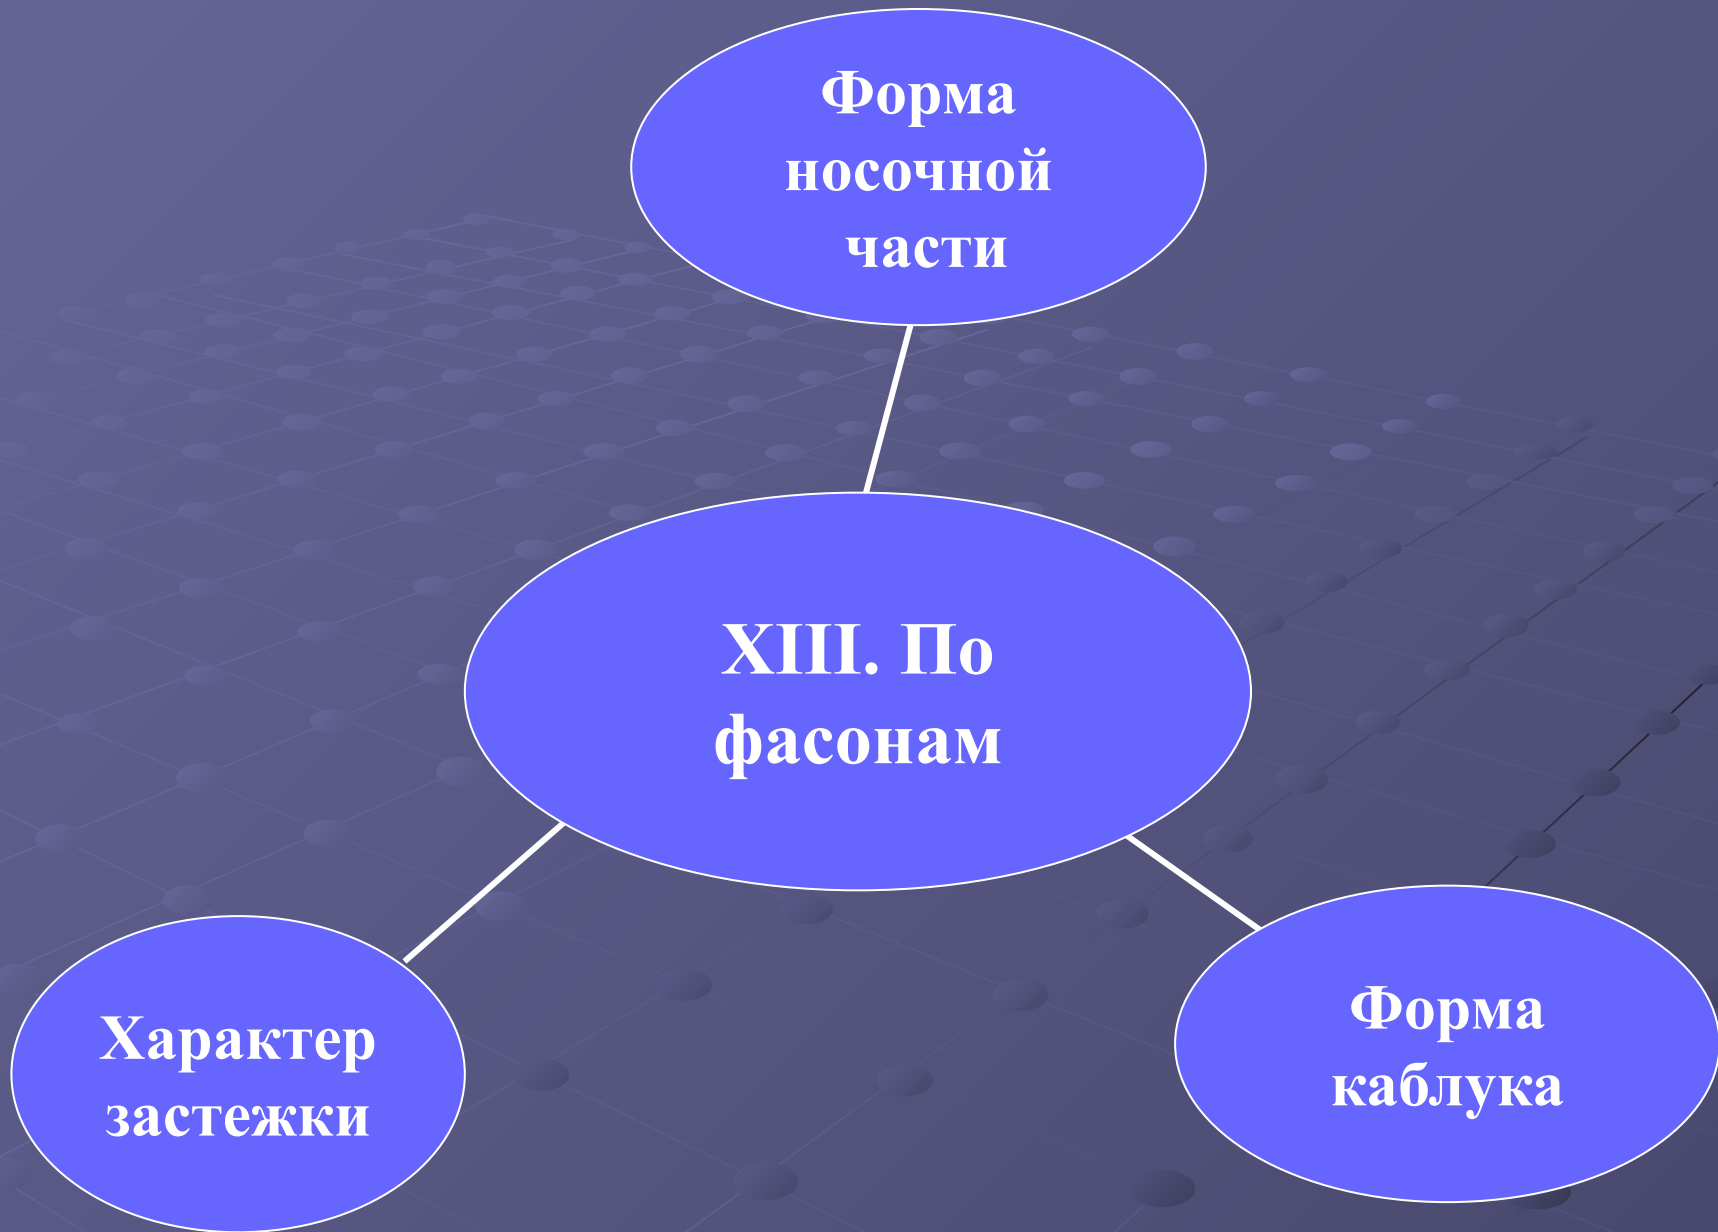 Форма
носочной
части
XIII. По
фасонам
Характер
застежки
Форма
каблука